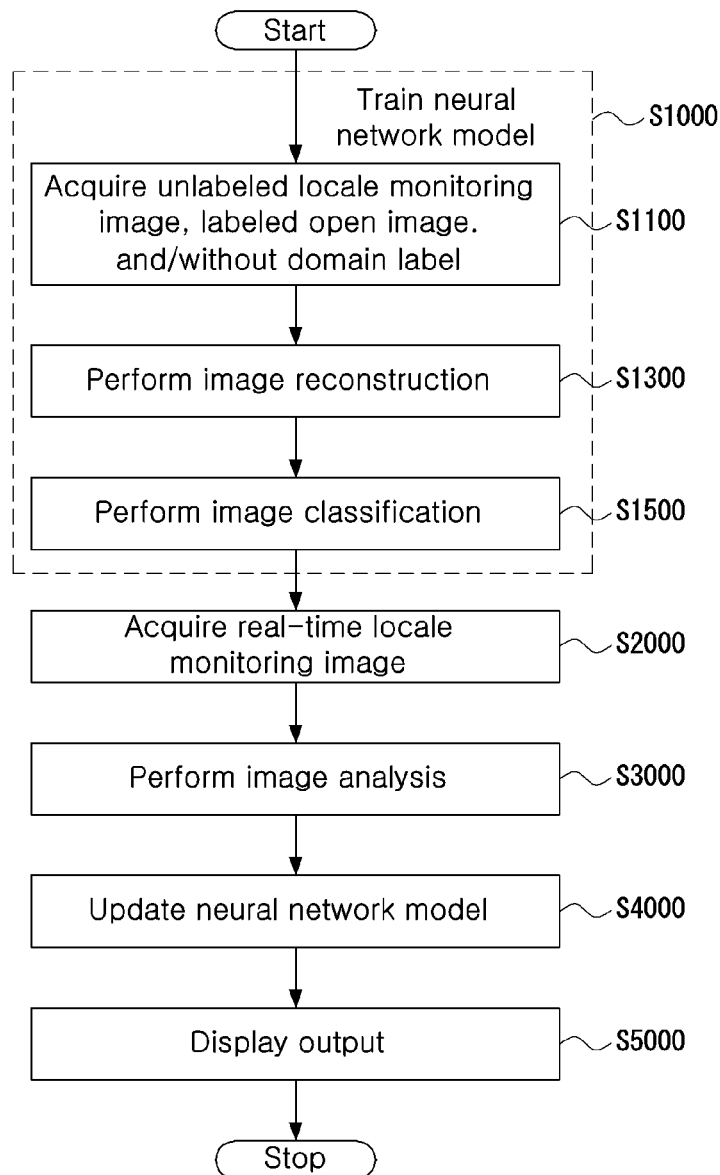 Start
Train neural
network model
S1000
Acquire unlabeled locale monitoring
image, labeled open image.
and/without domain label
S1100
Perform image reconstruction
S1300
Perform image classification
S1500
Acquire real-time locale
monitoring image
S2000
Perform image analysis
S3000
Update neural network model
S4000
Display output
S5000
Stop